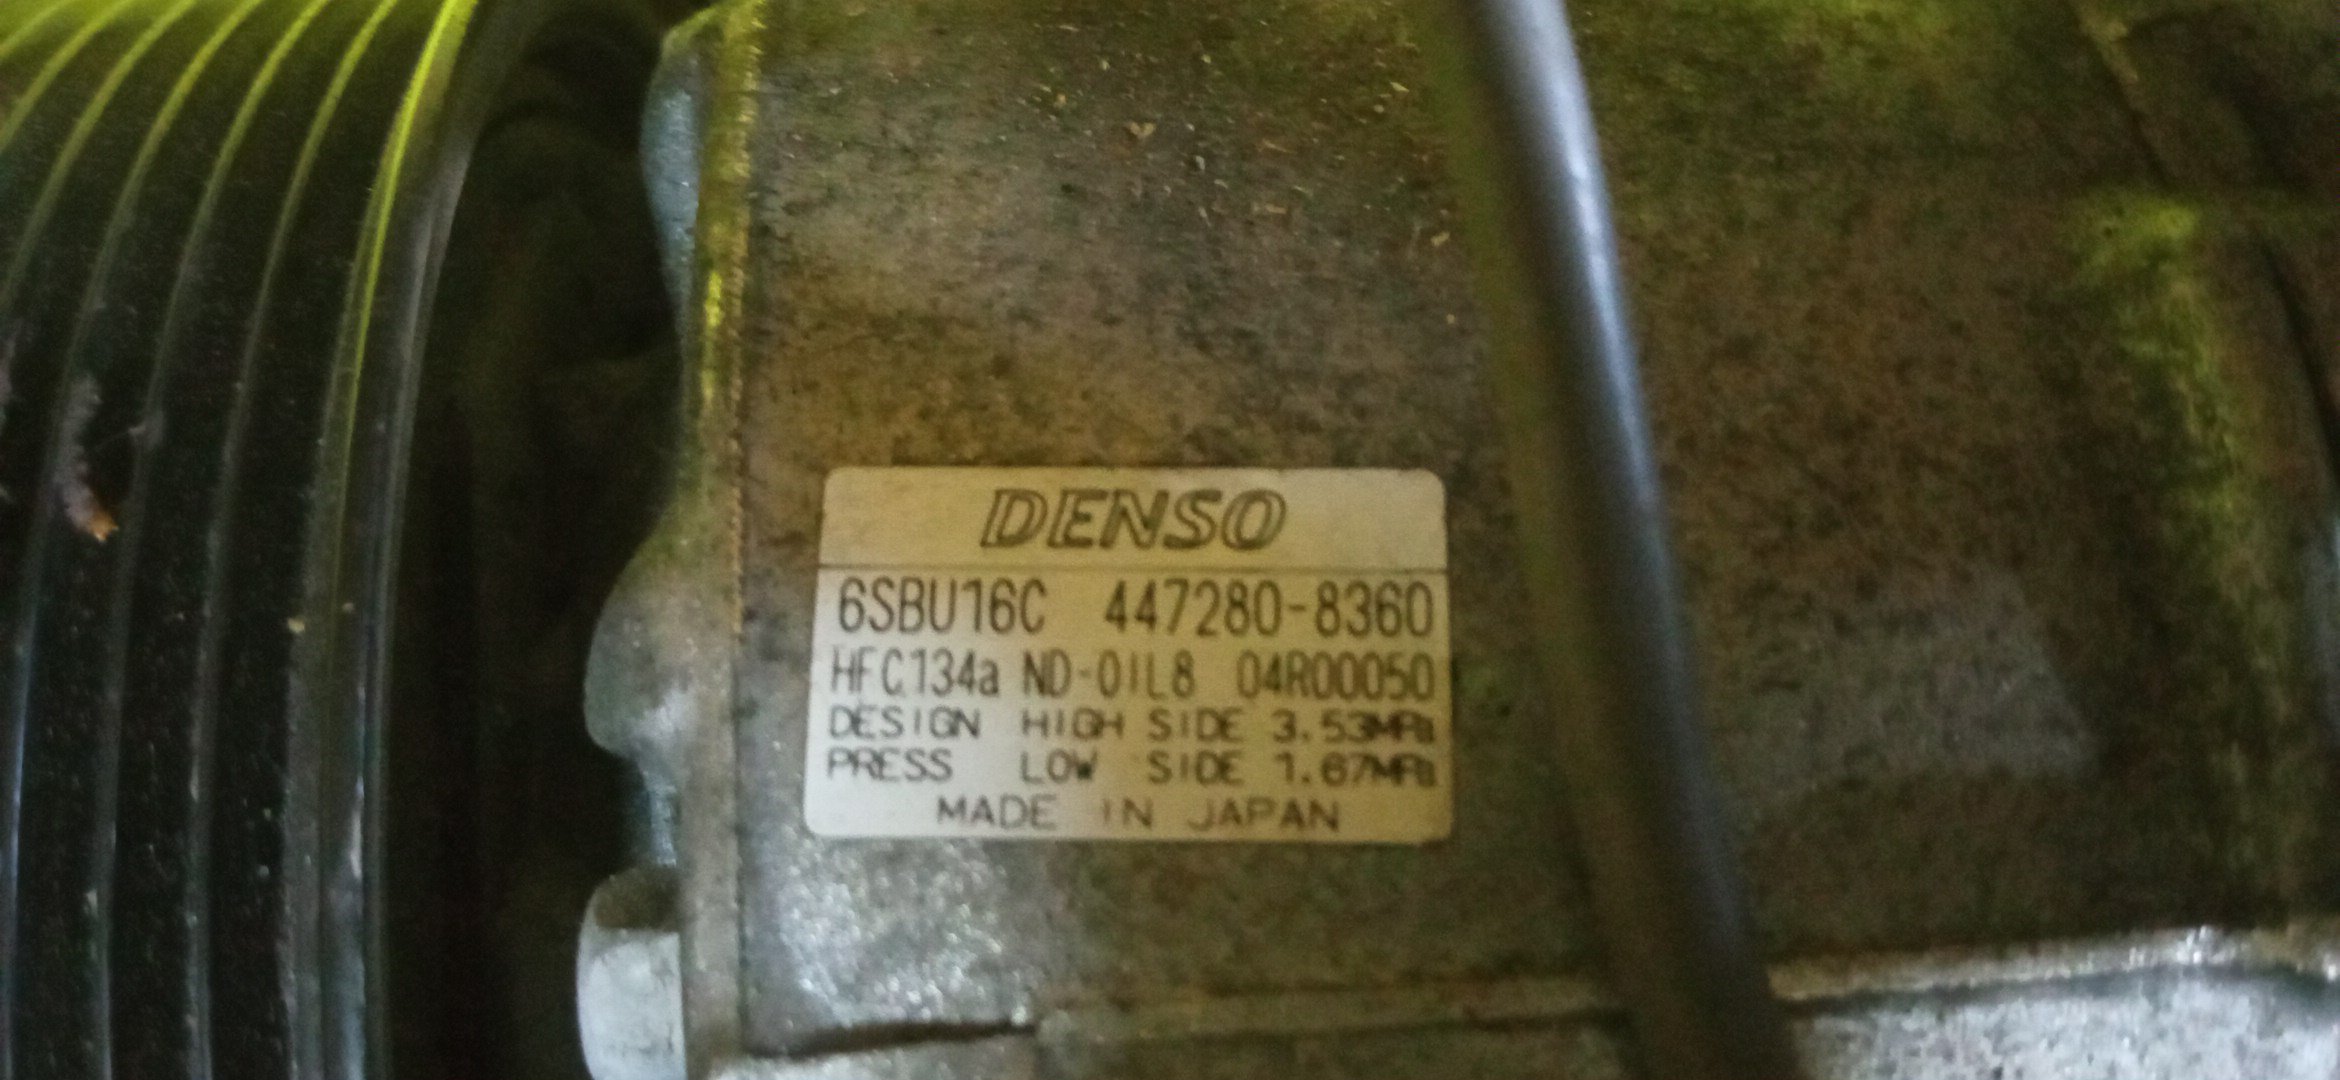 DENSO
6SBU16C 447280-8360
HFC134a ND-OIL8 04R00050
DESIGN HIGH SIDE 3.53MPa
PRESS LOW SIDE 1.67MPa
MADE IN JAPAN